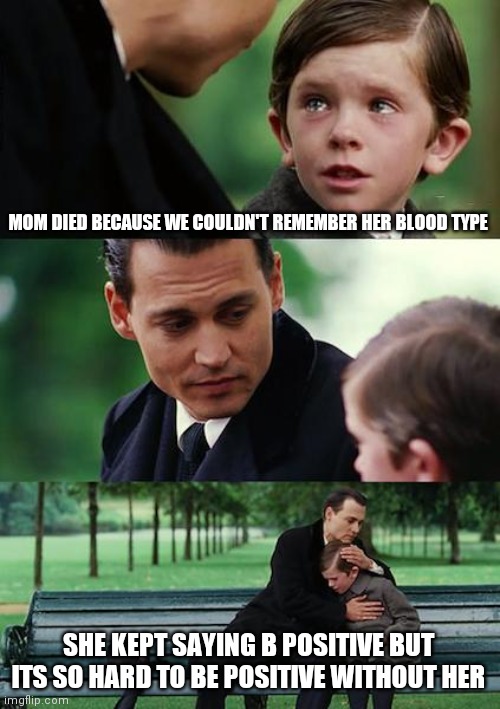 MOM DIED BECAUSE WE COULDN'T REMEMBER HER BLOOD TYPE
SHE KEPT SAYING B POSITIVE BUT
ITS SO HARD TO BE POSITIVE WITHOUT HER
imgflip.com